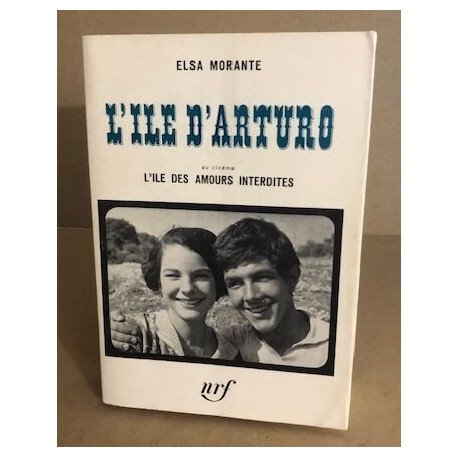 ELSA MORANTE
L'ILE D'ARTURO
au cinéma
L'ILE DES AMOURS INTERDITES
nrf